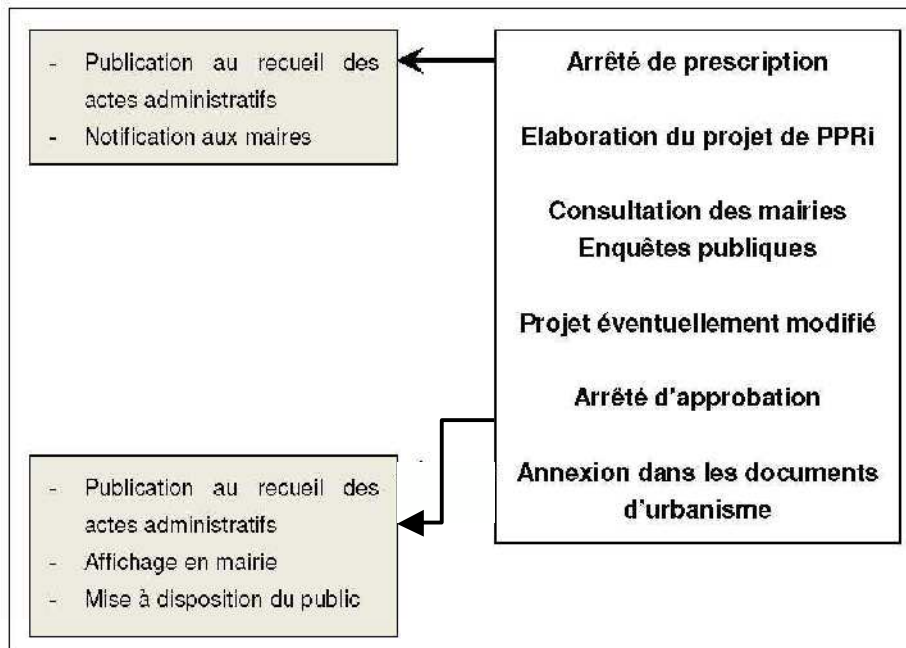 - Publication au recueil des
actes administratifs
- Notification aux maires
Arrêté de prescription
Elaboration du projet de PPRi
Consultation des mairies
Enquêtes publiques
Projet éventuellement modifié
Arrêté d'approbation
Annexion dans les documents
d'urbanisme
- Publication au recueil des
actes administratifs
- Affichage en mairie
- Mise à disposition du public